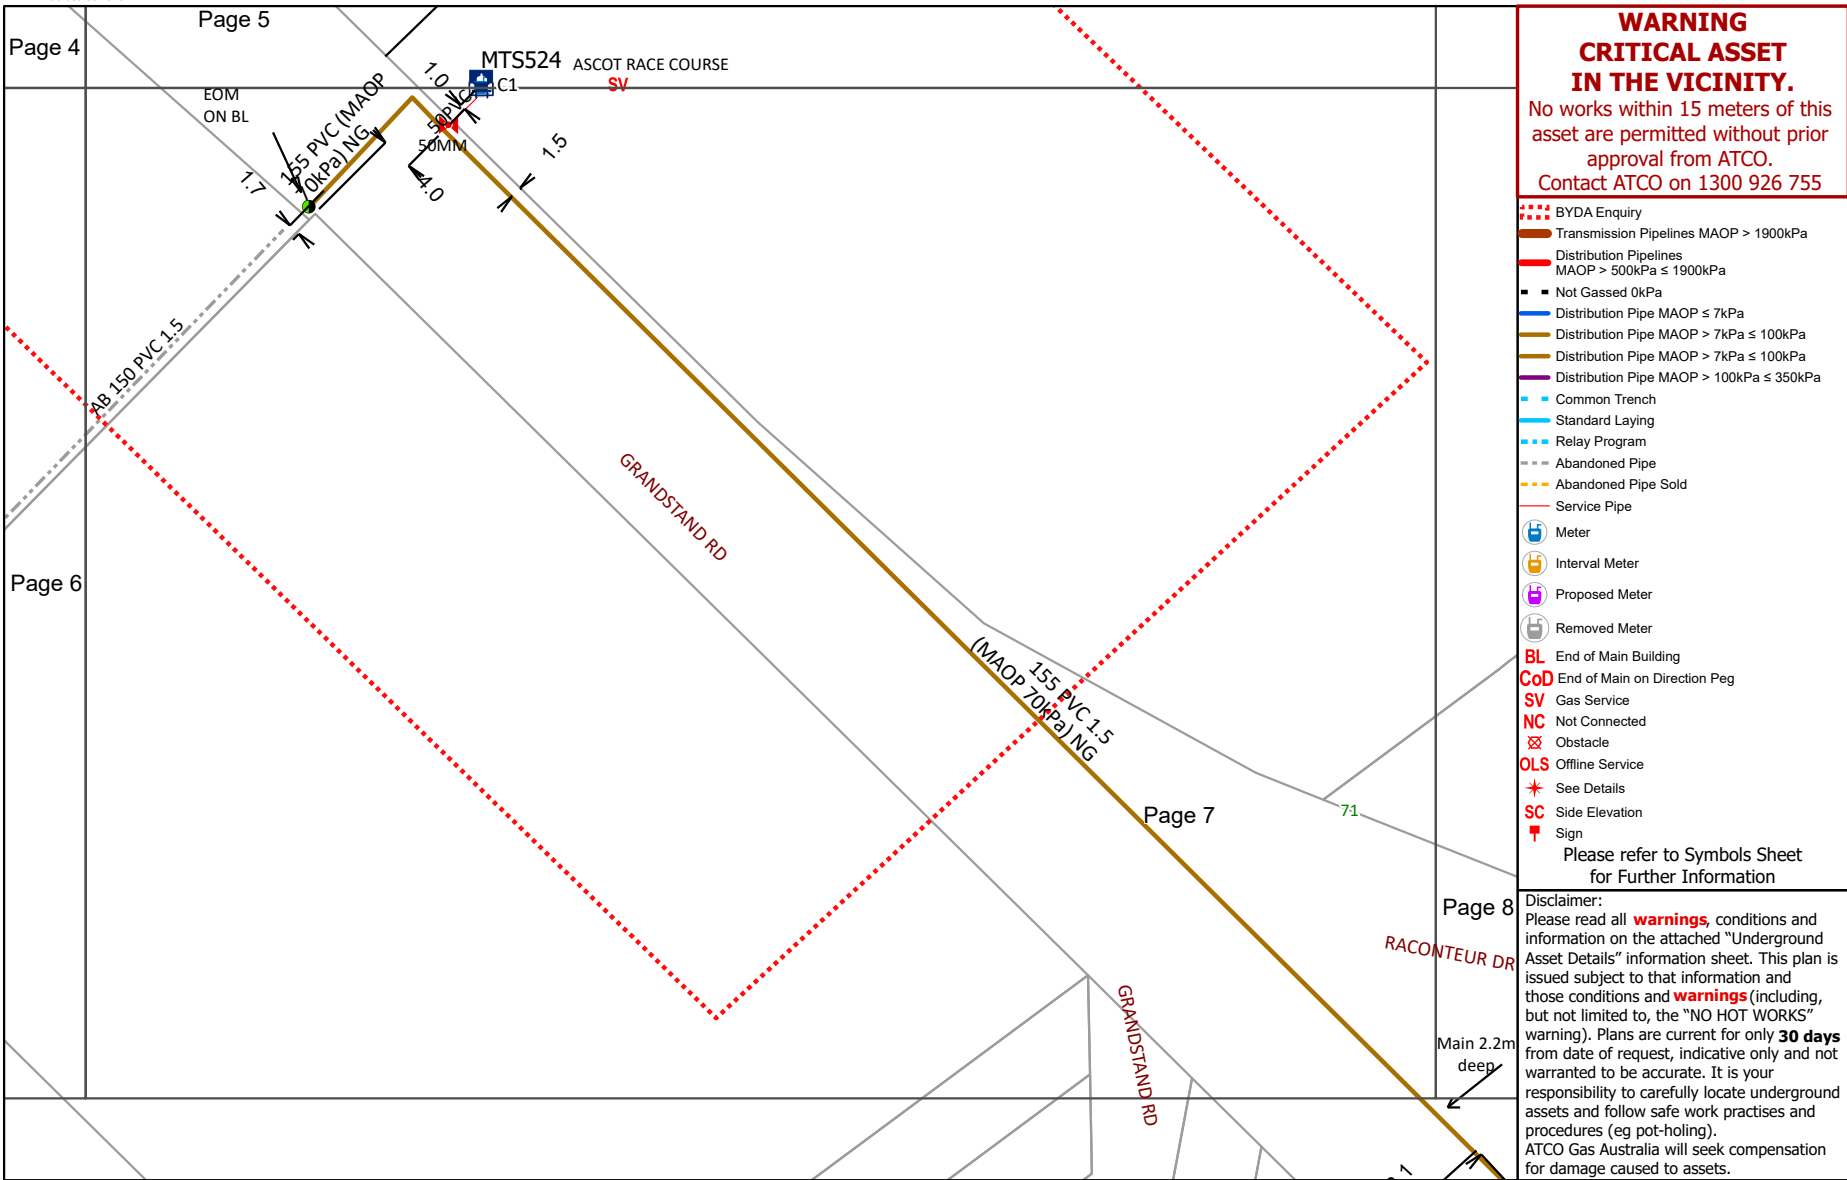 Page 4
Page 5
MTS524
ASCOT RACE COURSE
SV
C1
EOM
ON BL
1.0
50PVC
50MM
155 PVC (MAOP
70kPa) NG
1.5
1.7
4.0
AB 150 PVC 1.5
GRANDSTAND RD
Page 6
155 PVC 1.5
(MAOP 70kPa) NG
Page 7
71
Page 8
RACONTEUR DR
GRANDSTAND RD
Main 2.2m
deep
WARNING
CRITICAL ASSET
IN THE VICINITY.
No works within 15 meters of this
asset are permitted without prior
approval from ATCO.
Contact ATCO on 1300 926 755
BYDA Enquiry
Transmission Pipelines MAOP > 1900kPa
Distribution Pipelines
MAOP > 500kPa ≤ 1900kPa
Not Gassed 0kPa
Distribution Pipe MAOP ≤ 7kPa
Distribution Pipe MAOP > 7kPa ≤ 100kPa
Distribution Pipe MAOP > 7kPa ≤ 100kPa
Distribution Pipe MAOP > 100kPa ≤ 350kPa
Common Trench
Standard Laying
Relay Program
Abandoned Pipe
Abandoned Pipe Sold
Service Pipe
Meter
Interval Meter
Proposed Meter
Removed Meter
BL End of Main Building
CoD End of Main on Direction Peg
SV Gas Service
NC Not Connected
Obstacle
OLS Offline Service
See Details
SC Side Elevation
Sign
Please refer to Symbols Sheet
for Further Information
Disclaimer:
Please read all warnings, conditions and
information on the attached “Underground
Asset Details” information sheet. This plan is
issued subject to that information and
those conditions and warnings (including,
but not limited to, the “NO HOT WORKS”
warning). Plans are current for only 30 days
from date of request, indicative only and not
warranted to be accurate. It is your
responsibility to carefully locate underground
assets and follow safe work practises and
procedures (eg pot-holing).
ATCO Gas Australia will seek compensation
for damage caused to assets.